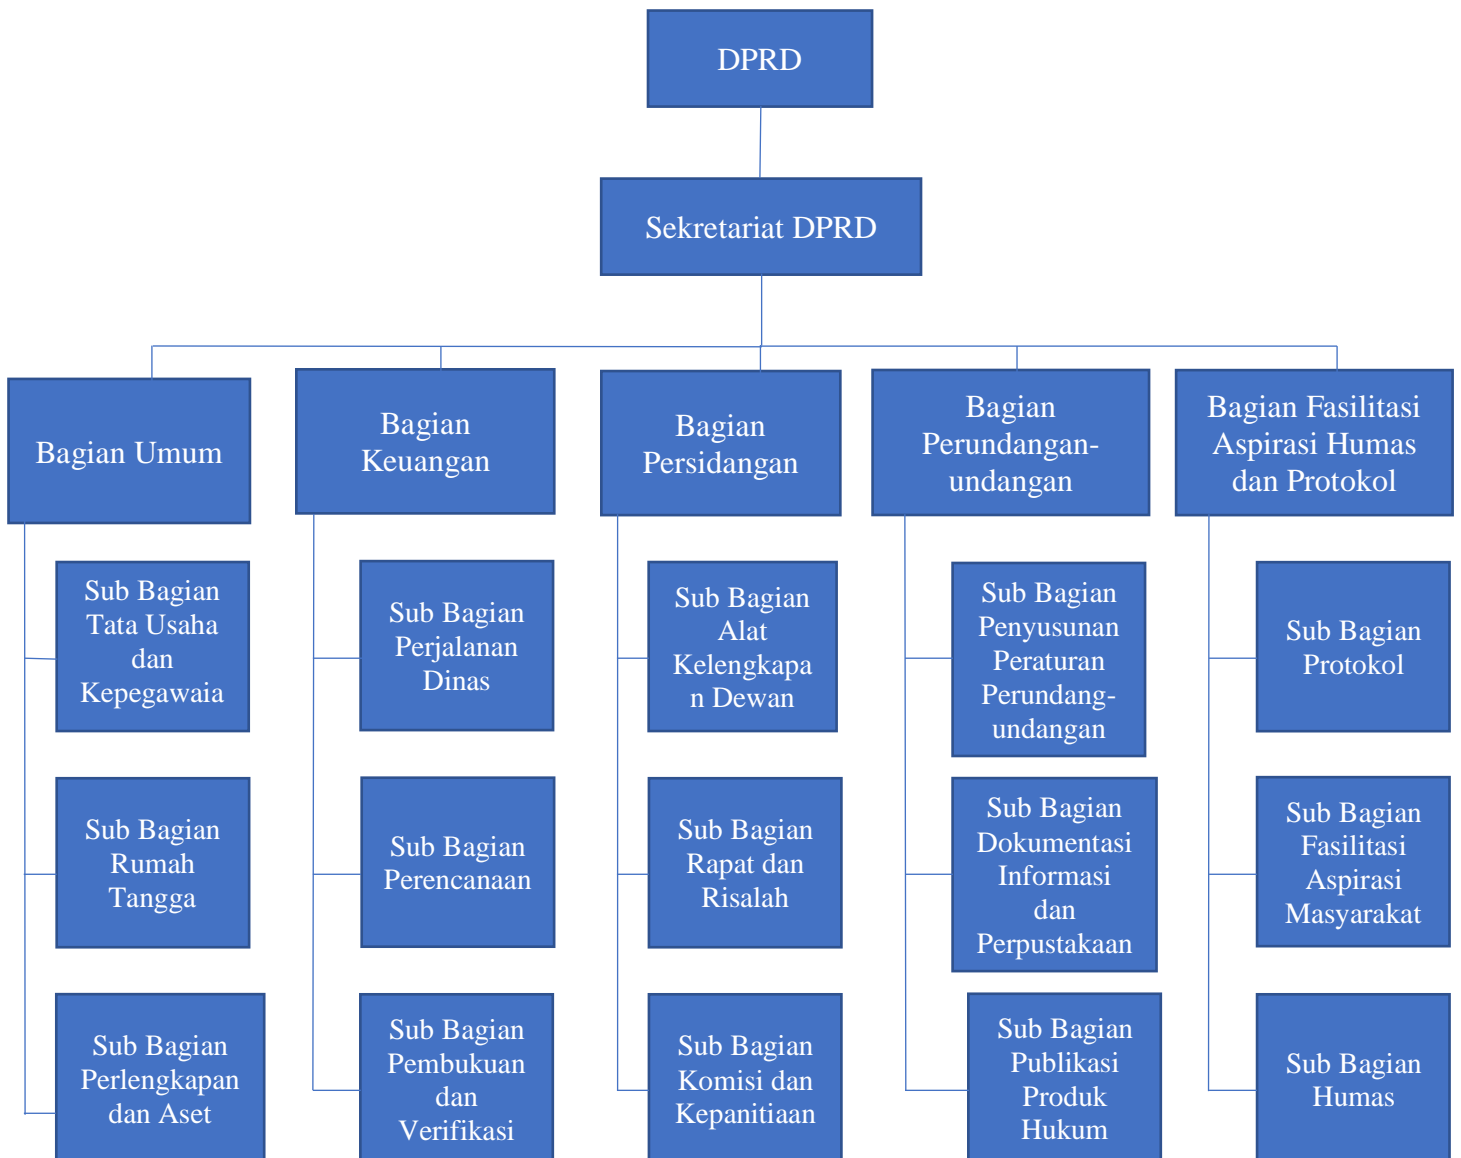 DPRD
Sekretariat DPRD
Bagian Umum
Bagian
Keuangan
Bagian
Persidangan
Bagian
Perundangan-
undangan
Bagian Fasilitasi
Aspirasi Humas
dan Protokol
Sub Bagian
Tata Usaha
dan
Kepegawaia
Sub Bagian
Perjalanan
Dinas
Sub Bagian
Alat
Kelengkapa
n Dewan
Sub Bagian
Penyusunan
Peraturan
Perundang-
undangan
Sub Bagian
Protokol
Sub Bagian
Rumah
Tangga
Sub Bagian
Perencanaan
Sub Bagian
Rapat dan
Risalah
Sub Bagian
Dokumentasi
Informasi
dan
Perpustakaan
Sub Bagian
Fasilitasi
Aspirasi
Masyarakat
Sub Bagian
Perlengkapan
dan Aset
Sub Bagian
Pembukuan
dan
Verifikasi
Sub Bagian
Komisi dan
Kepanitiaan
Sub Bagian
Publikasi
Produk
Hukum
Sub Bagian
Humas